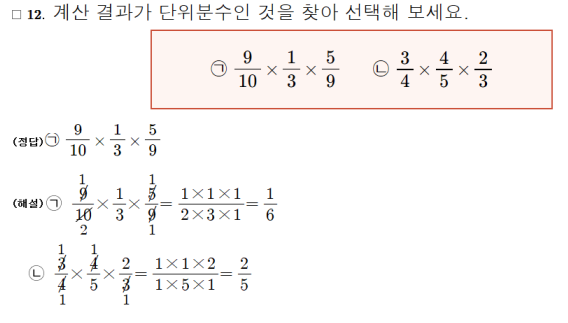 □ 12. 계산 결과가 단위분수인 것을 찾아 선택해 보세요.
㉠ 9/10 × 1/3 × 5/9 ㉡ 3/4 × 4/5 × 2/3
(정답) ㉠ 9/10 × 1/3 × 5/9
(해설) ㉠ 9/10 × 1/3 × 5/9 = 1×1×1/2×3×1 = 1/6
㉡ 3/4 × 4/5 × 2/3 = 1×1×2/1×5×1 = 2/5